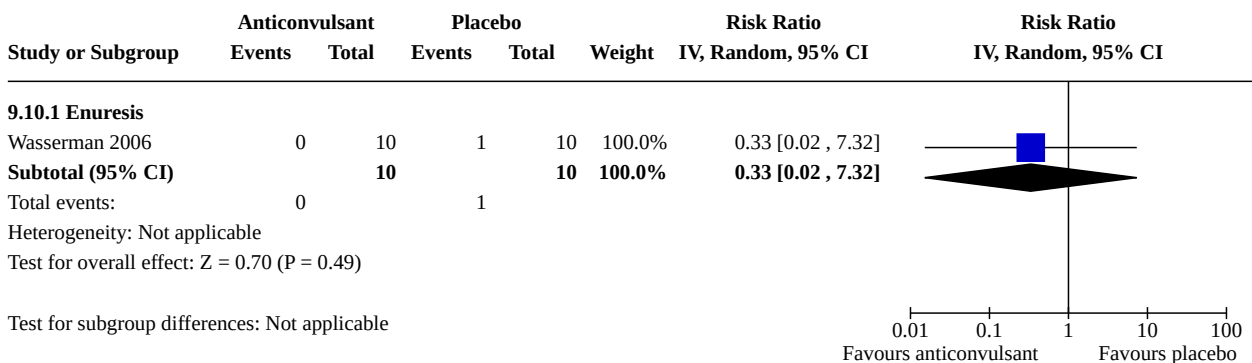 Anticonvulsant Placebo Risk Ratio Risk Ratio
Study or Subgroup Events Total Events Total Weight IV, Random, 95% CI IV, Random, 95% CI
9.10.1 Enuresis
Wasserman 2006 0 10 1 10 100.0% 0.33 [0.02 , 7.32]
Subtotal (95% CI) 10 10 100.0% 0.33 [0.02 , 7.32]
Total events: 0 1
Heterogeneity: Not applicable
Test for overall effect: Z = 0.70 (P = 0.49)
Test for subgroup differences: Not applicable
0.01 0.1 1 10 100
Favours anticonvulsant Favours placebo